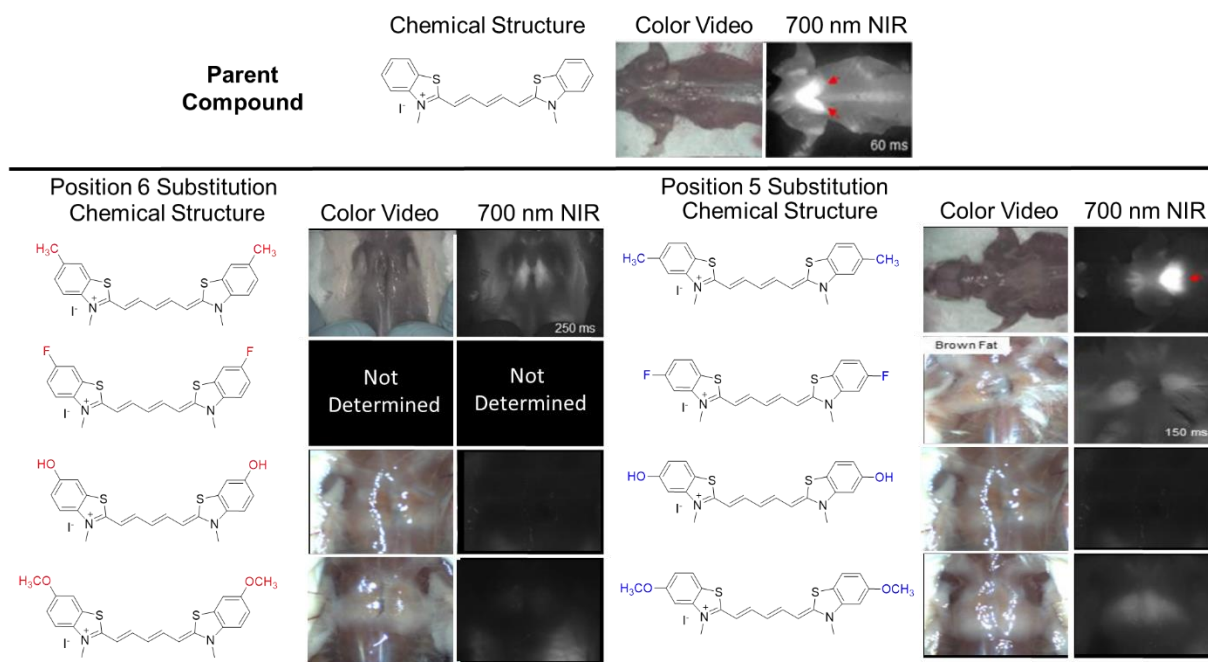 Chemical Structure
Color Video
700 nm NIR
Parent
Compound
S
S
N
+
N
I-
60 ms
Position 6 Substitution
Chemical Structure
Color Video
700 nm NIR
Position 5 Substitution
Chemical Structure
Color Video
700 nm NIR
H3C
CH3
S
S
N
+
N
I-
250 ms
H3C
CH3
S
S
N
+
N
I-
F
F
S
S
N
+
N
I-
Not
Determined
Not
Determined
F
F
S
S
N
+
N
I-
Brown Fat
150 ms
HO
OH
S
S
N
+
N
I-
HO
OH
S
S
N
+
N
I-
H3CO
OCH3
S
S
N
+
N
I-
H3CO
OCH3
S
S
N
+
N
I-